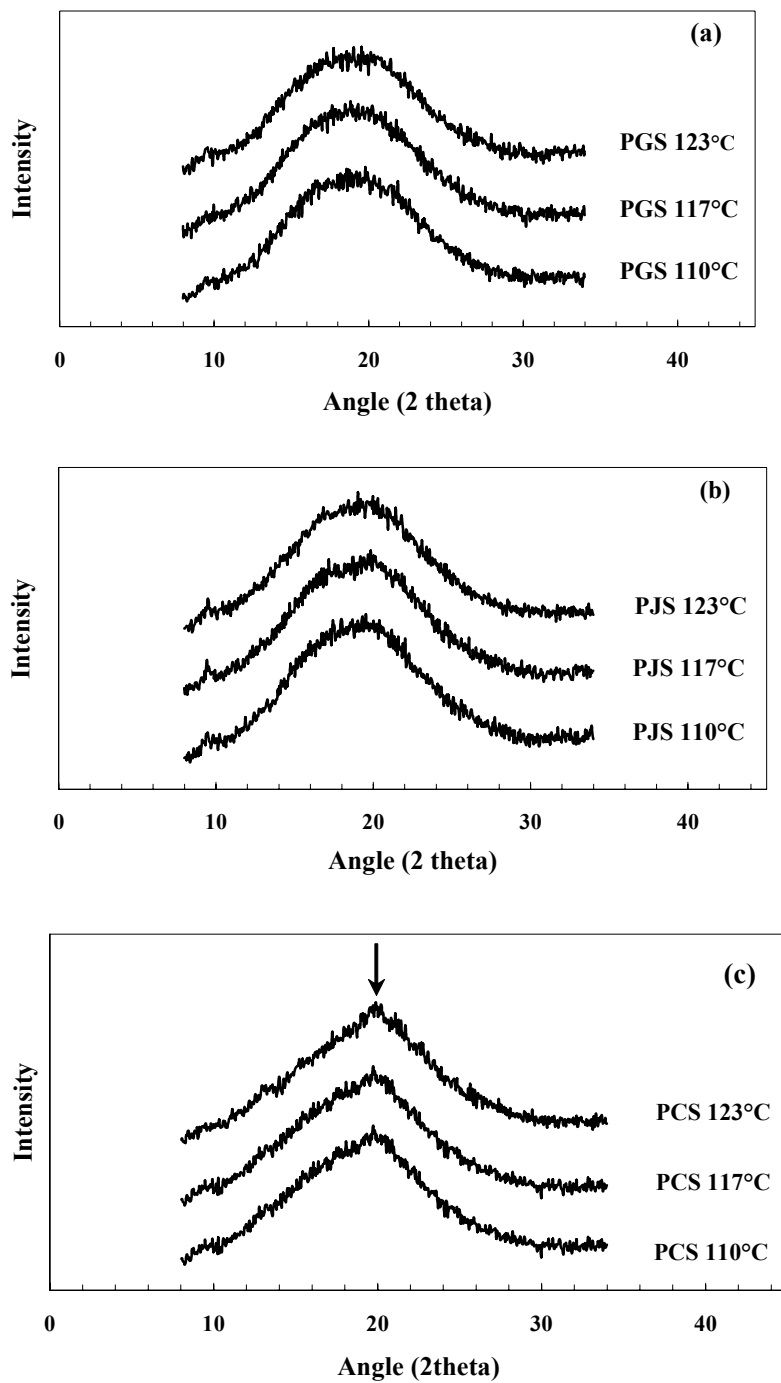 (a)
Intensity
PGS 123°C
PGS 117°C
PGS 110°C
0 10 20 30 40
Angle (2 theta)
(b)
Intensity
PJS 123°C
PJS 117°C
PJS 110°C
0 10 20 30 40
Angle (2 theta)
(c)
Intensity
PCS 123°C
PCS 117°C
PCS 110°C
0 10 20 30 40
Angle (2theta)